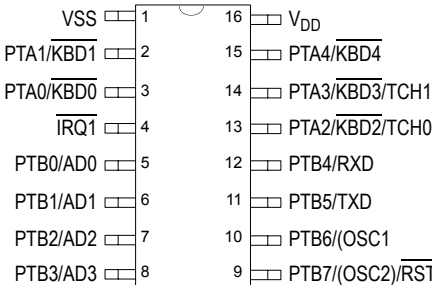 VSS 1 16 VDD
PTA1/KBD1 2 15 PTA4/KBD4
PTA0/KBD0 3 14 PTA3/KBD3/TCH1
IRQ1 4 13 PTA2/KBD2/TCH0
PTB0/AD0 5 12 PTB4/RXD
PTB1/AD1 6 11 PTB5/TXD
PTB2/AD2 7 10 PTB6/(OSC1
PTB3/AD3 8 9 PTB7/(OSC2)/RST